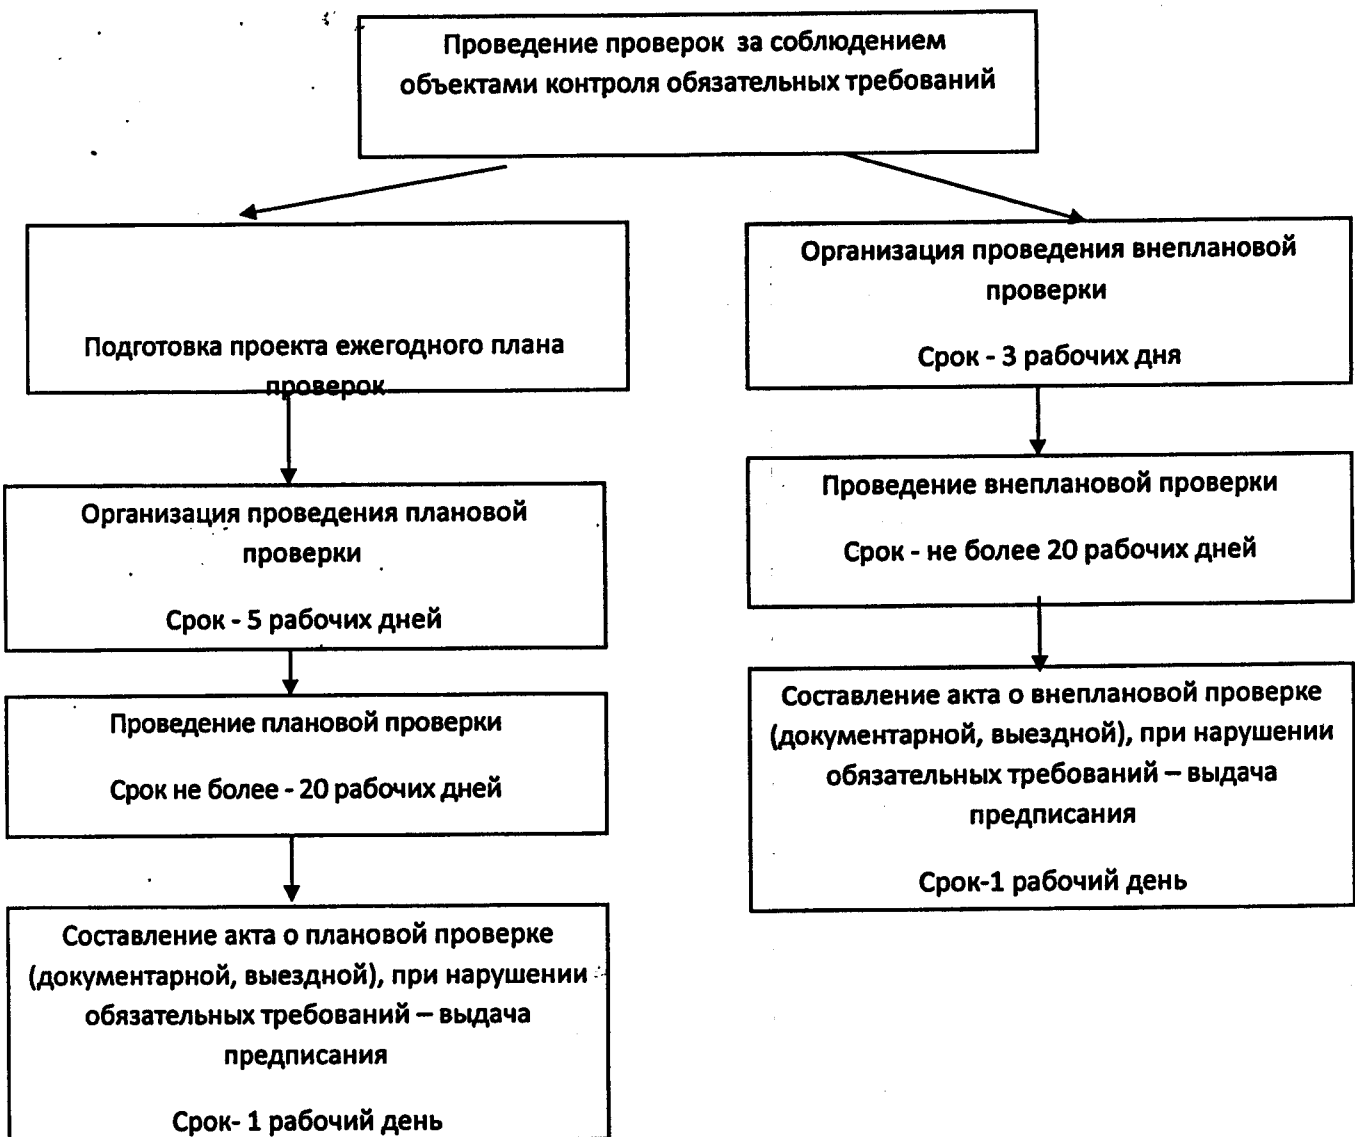 Проведение проверок за соблюдением
объектами контроля обязательных требований
Подготовка проекта ежегодного плана
проверок
Организация проведения плановой
проверки
Срок - 5 рабочих дней
Проведение плановой проверки
Срок не более - 20 рабочих дней
Составление акта о плановой проверке
(документарной, выездной), при нарушении
обязательных требований – выдача
предписания
Срок- 1 рабочий день
Организация проведения внеплановой
проверки
Срок - 3 рабочих дня
Проведение внеплановой проверки
Срок - не более 20 рабочих дней
Составление акта о внеплановой проверке
(документарной, выездной), при нарушении
обязательных требований – выдача
предписания
Срок-1 рабочий день